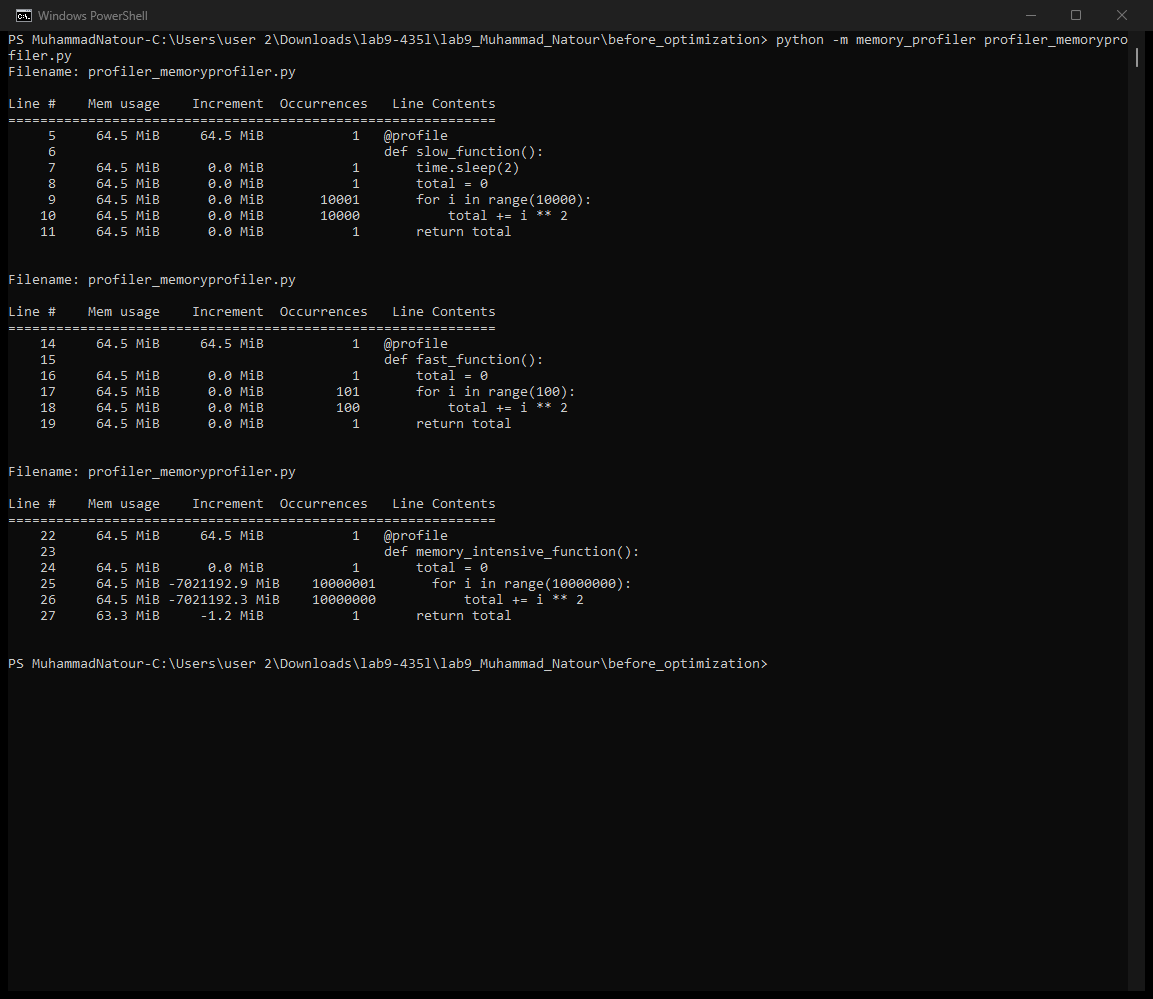 Windows PowerShell
PS MuhammadNatour-C:\Users\user 2\Downloads\lab9-435l\lab9_Muhammad_Natour\before_optimization> python -m memory_profiler profiler_memorypro
filer.py
Filename: profiler_memoryprofiler.py

Line #    Mem usage    Increment  Occurrences   Line Contents
=============================================================
     5     64.5 MiB     64.5 MiB           1   @profile
     6                                         def slow_function():
     7     64.5 MiB      0.0 MiB           1       time.sleep(2)
     8     64.5 MiB      0.0 MiB           1       total = 0
     9     64.5 MiB      0.0 MiB       10001       for i in range(10000):
    10     64.5 MiB      0.0 MiB       10000           total += i ** 2
    11     64.5 MiB      0.0 MiB           1       return total

Filename: profiler_memoryprofiler.py

Line #    Mem usage    Increment  Occurrences   Line Contents
=============================================================
    14     64.5 MiB     64.5 MiB           1   @profile
    15                                         def fast_function():
    16     64.5 MiB      0.0 MiB           1       total = 0
    17     64.5 MiB      0.0 MiB         101       for i in range(100):
    18     64.5 MiB      0.0 MiB         100           total += i ** 2
    19     64.5 MiB      0.0 MiB           1       return total

Filename: profiler_memoryprofiler.py

Line #    Mem usage    Increment  Occurrences   Line Contents
=============================================================
    22     64.5 MiB     64.5 MiB           1   @profile
    23                                         def memory_intensive_function():
    24     64.5 MiB      0.0 MiB           1       total = 0
    25     64.5 MiB -7021192.9 MiB    10000001       for i in range(10000000):
    26     64.5 MiB -7021192.3 MiB    10000000           total += i ** 2
    27     63.3 MiB     -1.2 MiB           1       return total

PS MuhammadNatour-C:\Users\user 2\Downloads\lab9-435l\lab9_Muhammad_Natour\before_optimization>